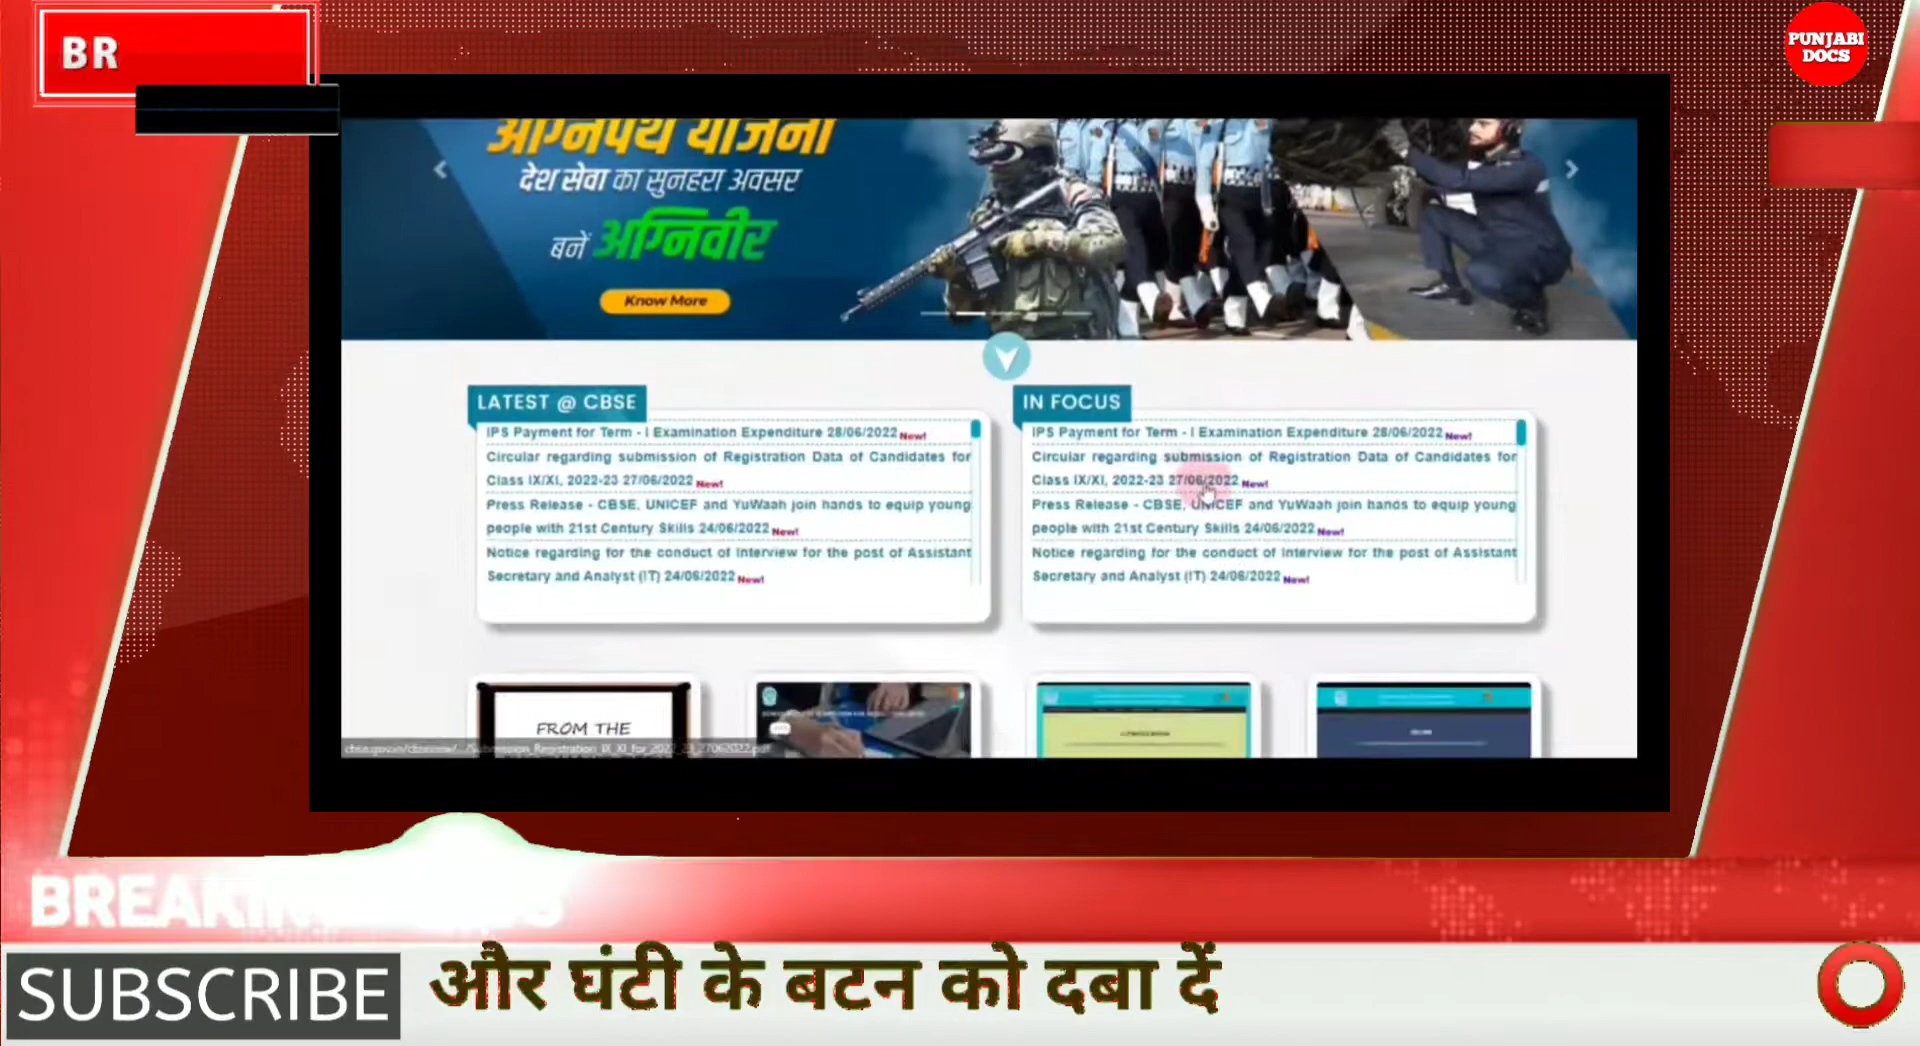 BR
PUNJABI
DOCS
अग्निपथ योजना
देश सेवा का सुनहरा अवसर
बनें अग्निवीर
Know More
LATEST @ CBSE
IPS Payment for Term - I Examination Expenditure 28/06/2022 New!
Circular regarding submission of Registration Data of Candidates for
Class IX/XI, 2022-23 27/06/2022 New!
Press Release - CBSE, UNICEF and YuWaah join hands to equip young
people with 21st Century Skills 24/06/2022 New!
Notice regarding for the conduct of Interview for the post of Assistant
Secretary and Analyst (IT) 24/06/2022 New!
IN FOCUS
IPS Payment for Term - I Examination Expenditure 28/06/2022 New!
Circular regarding submission of Registration Data of Candidates for
Class IX/XI, 2022-23 27/06/2022 New!
Press Release - CBSE, UNICEF and YuWaah join hands to equip young
people with 21st Century Skills 24/06/2022 New!
Notice regarding for the conduct of Interview for the post of Assistant
Secretary and Analyst (IT) 24/06/2022 New!
FROM THE
SUBSCRIBE और घंटी के बटन को दबा दें